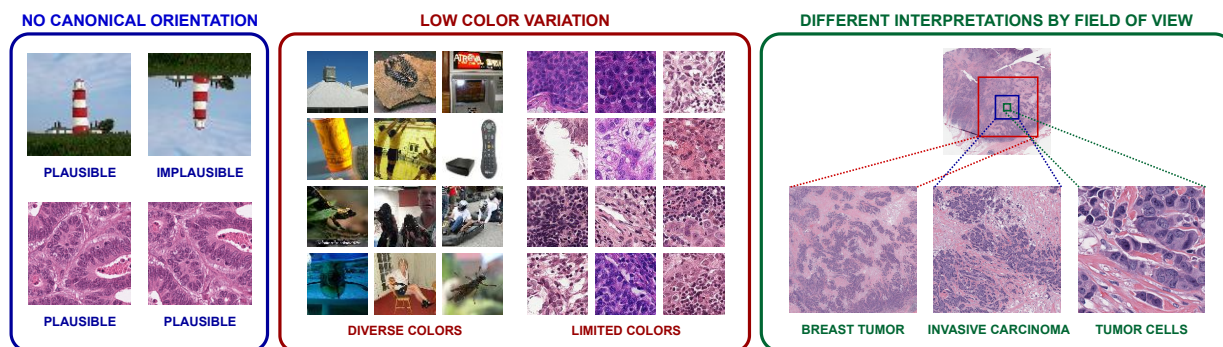 NO CANONICAL ORIENTATION
PLAUSIBLE
IMPLAUSIBLE
PLAUSIBLE
PLAUSIBLE
LOW COLOR VARIATION
DIVERSE COLORS
LIMITED COLORS
DIFFERENT INTERPRETATIONS BY FIELD OF VIEW
BREAST TUMOR
INVASIVE CARCINOMA
TUMOR CELLS